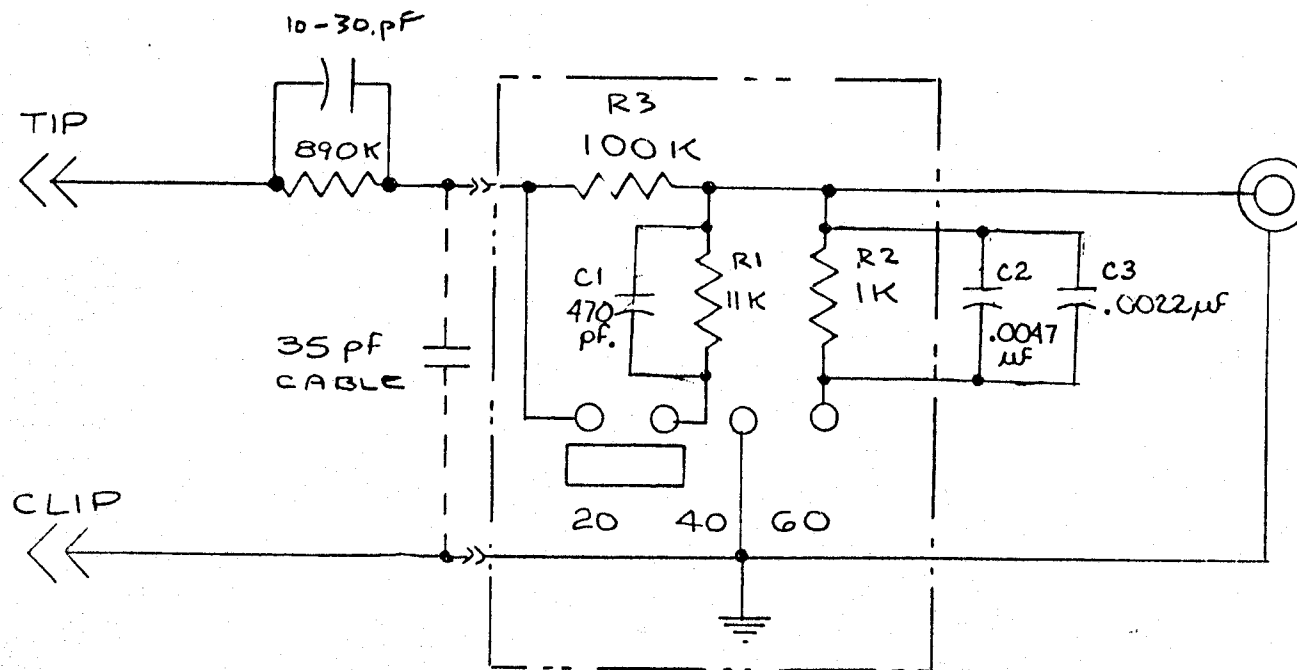 10-30.pF
TIP
890K
R3
100K
C1
470
pf.
R1
11K
R2
1K
C2
.0047
µf
C3
.0022µf
35 pf
CABLE
20 40 60
CLIP